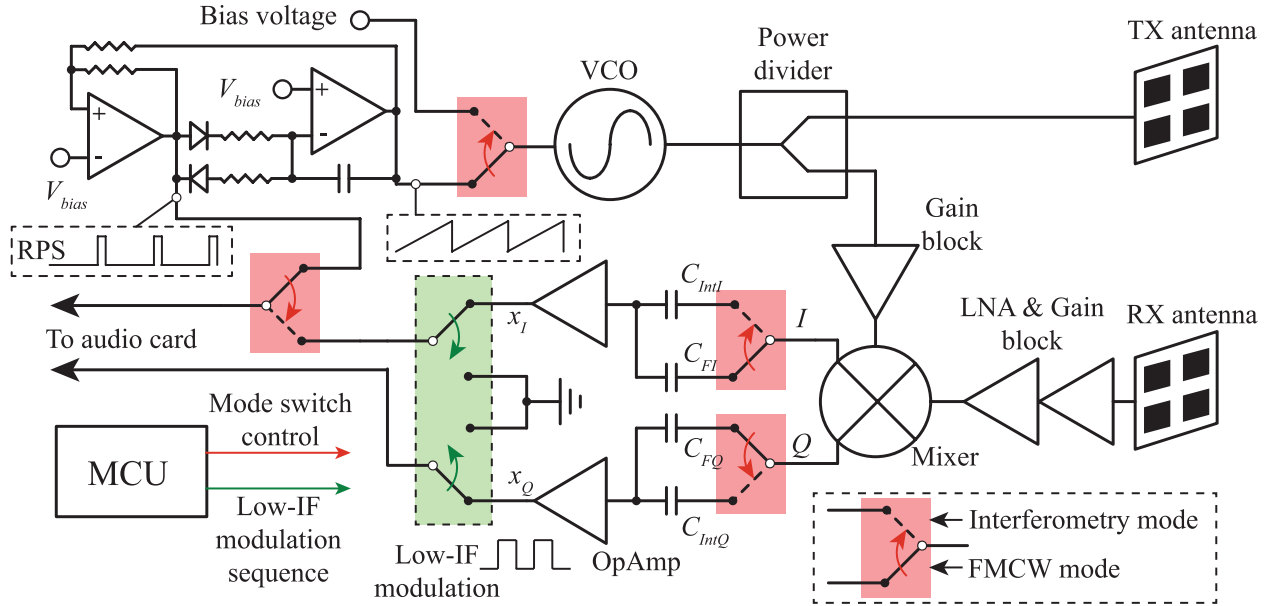 Bias voltage
TX antenna
Power
divider
VCO
V_bias
+
-
+
-
V_bias
RPS
Gain
block
C_IntI
I
x_I
LNA & Gain
block
RX antenna
To audio card
C_FI
Mode switch
control
MCU
C_FQ
Q
Mixer
x_Q
Low-IF
modulation
sequence
C_IntQ
Low-IF
modulation
OpAmp
Interferometry mode
FMCW mode